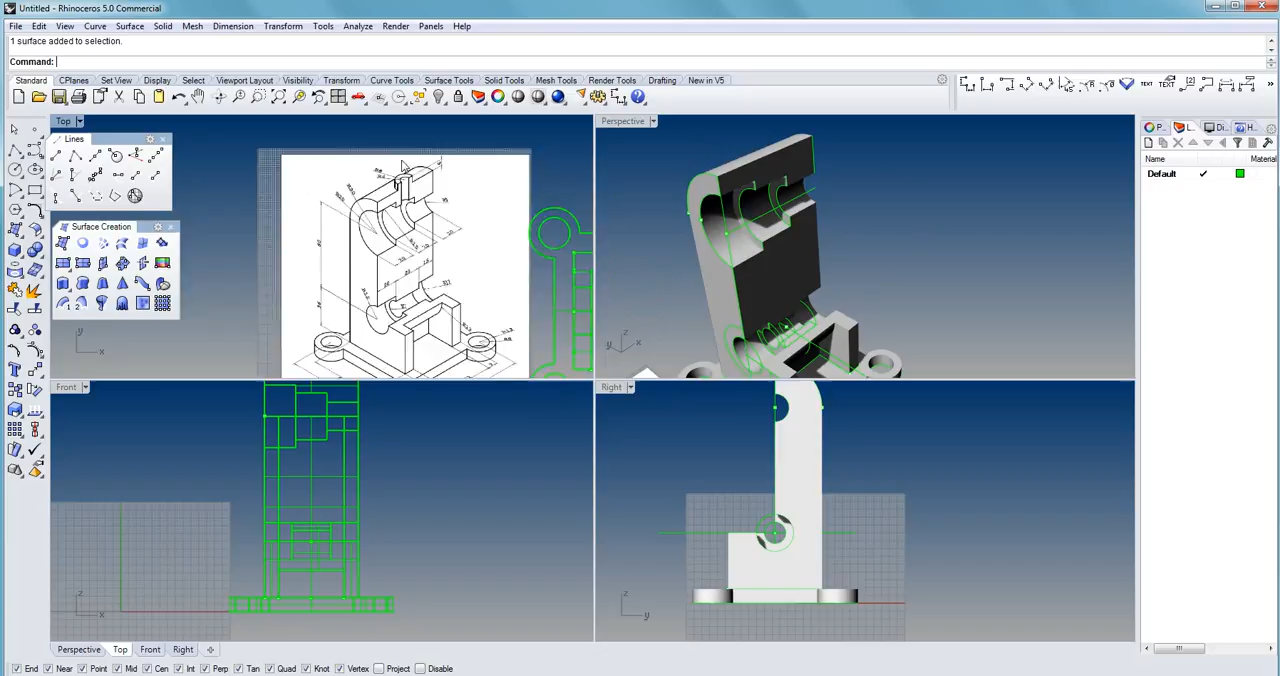 Untitled - Rhinoceros 5.0 Commercial
File Edit View Curve Surface Solid Mesh Dimension Transform Tools Analyze Render Panels Help
1 surface added to selection.
Command:
Standard CPlanes Set View Display Select Viewport Layout Visibility Transform Curve Tools Surface Tools Solid Tools Mesh Tools Render Tools Drafting New in V5
TEXT TEXT
Top Perspective P... L... Di... H...
Lines
Name Material
Default
Surface Creation
y x
z y x
Front Right
z x
z y
Perspective Top Front Right
End Near Point Mid Cen Int Perp Tan Quad Knot Vertex Project Disable